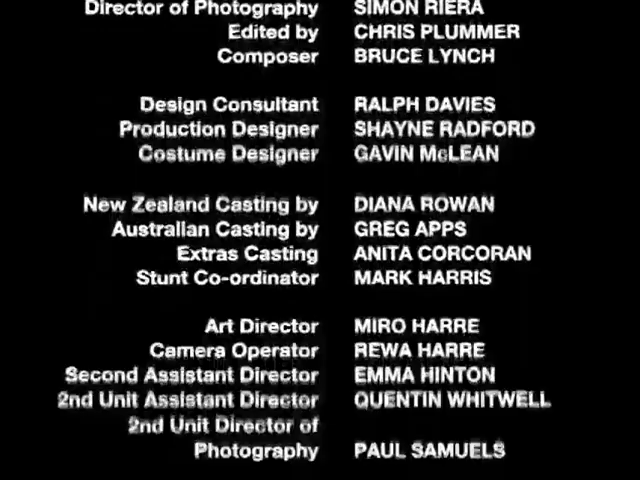 Director of Photography SIMON RIERA
Edited by CHRIS PLUMMER
Composer BRUCE LYNCH
Design Consultant RALPH DAVIES
Production Designer SHAYNE RADFORD
Costume Designer GAVIN McLEAN
New Zealand Casting by DIANA ROWAN
Australian Casting by GREG APPS
Extras Casting ANITA CORCORAN
Stunt Co-ordinator MARK HARRIS
Art Director MIRO HARRE
Camera Operator REWA HARRE
Second Assistant Director EMMA HINTON
2nd Unit Assistant Director QUENTIN WHITWELL
2nd Unit Director of
Photography PAUL SAMUELS